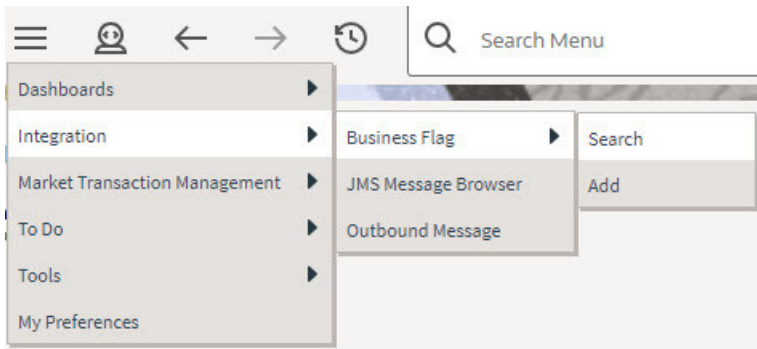 Search Menu
Dashboards
Integration
Market Transaction Management
To Do
Tools
My Preferences
Business Flag
JMS Message Browser
Outbound Message
Search
Add